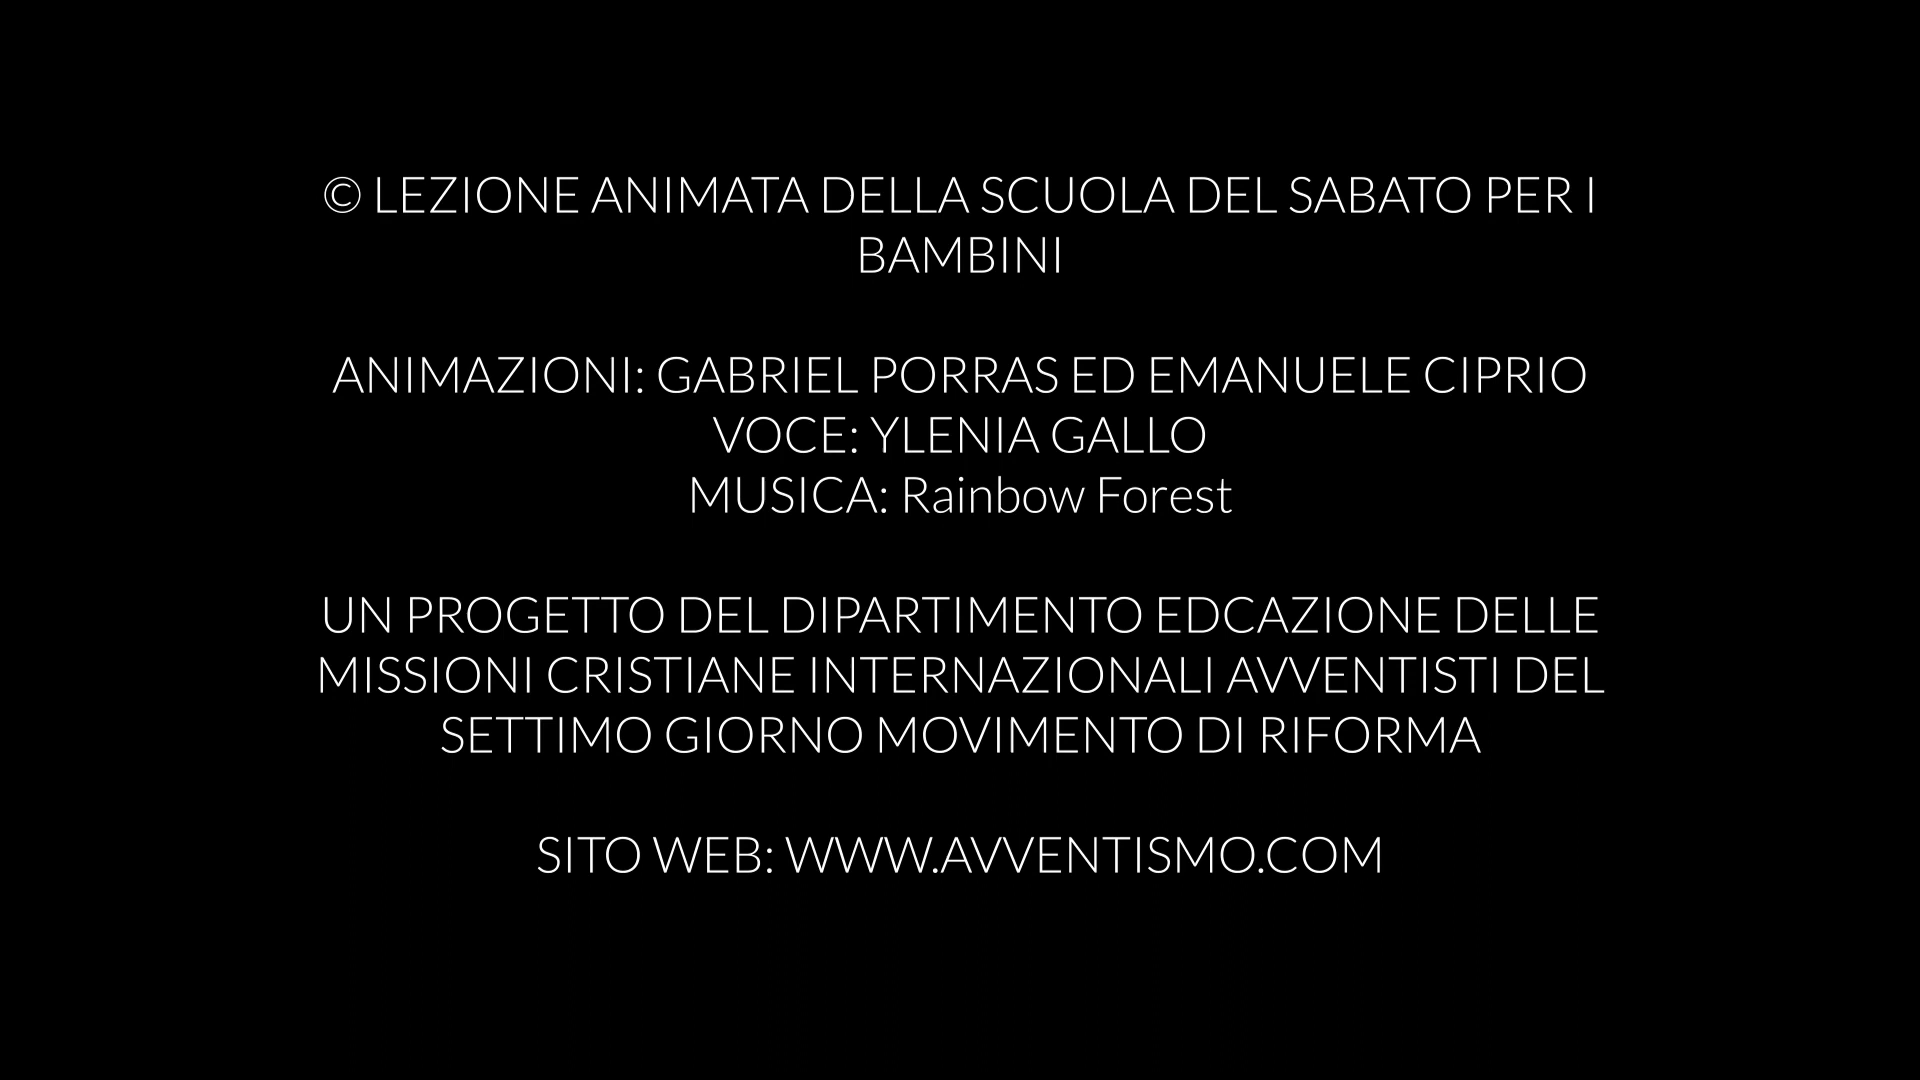 © LEZIONE ANIMATA DELLA SCUOLA DEL SABATO PER I
BAMBINI
ANIMAZIONI: GABRIEL PORRAS ED EMANUELE CIPRIO
VOCE: YLENIA GALLO
MUSICA: Rainbow Forest
UN PROGETTO DEL DIPARTIMENTO EDCAZIONE DELLE
MISSIONI CRISTIANE INTERNAZIONALI AVVENTISTI DEL
SETTIMO GIORNO MOVIMENTO DI RIFORMA
SITO WEB: WWW.AVVENTISMO.COM